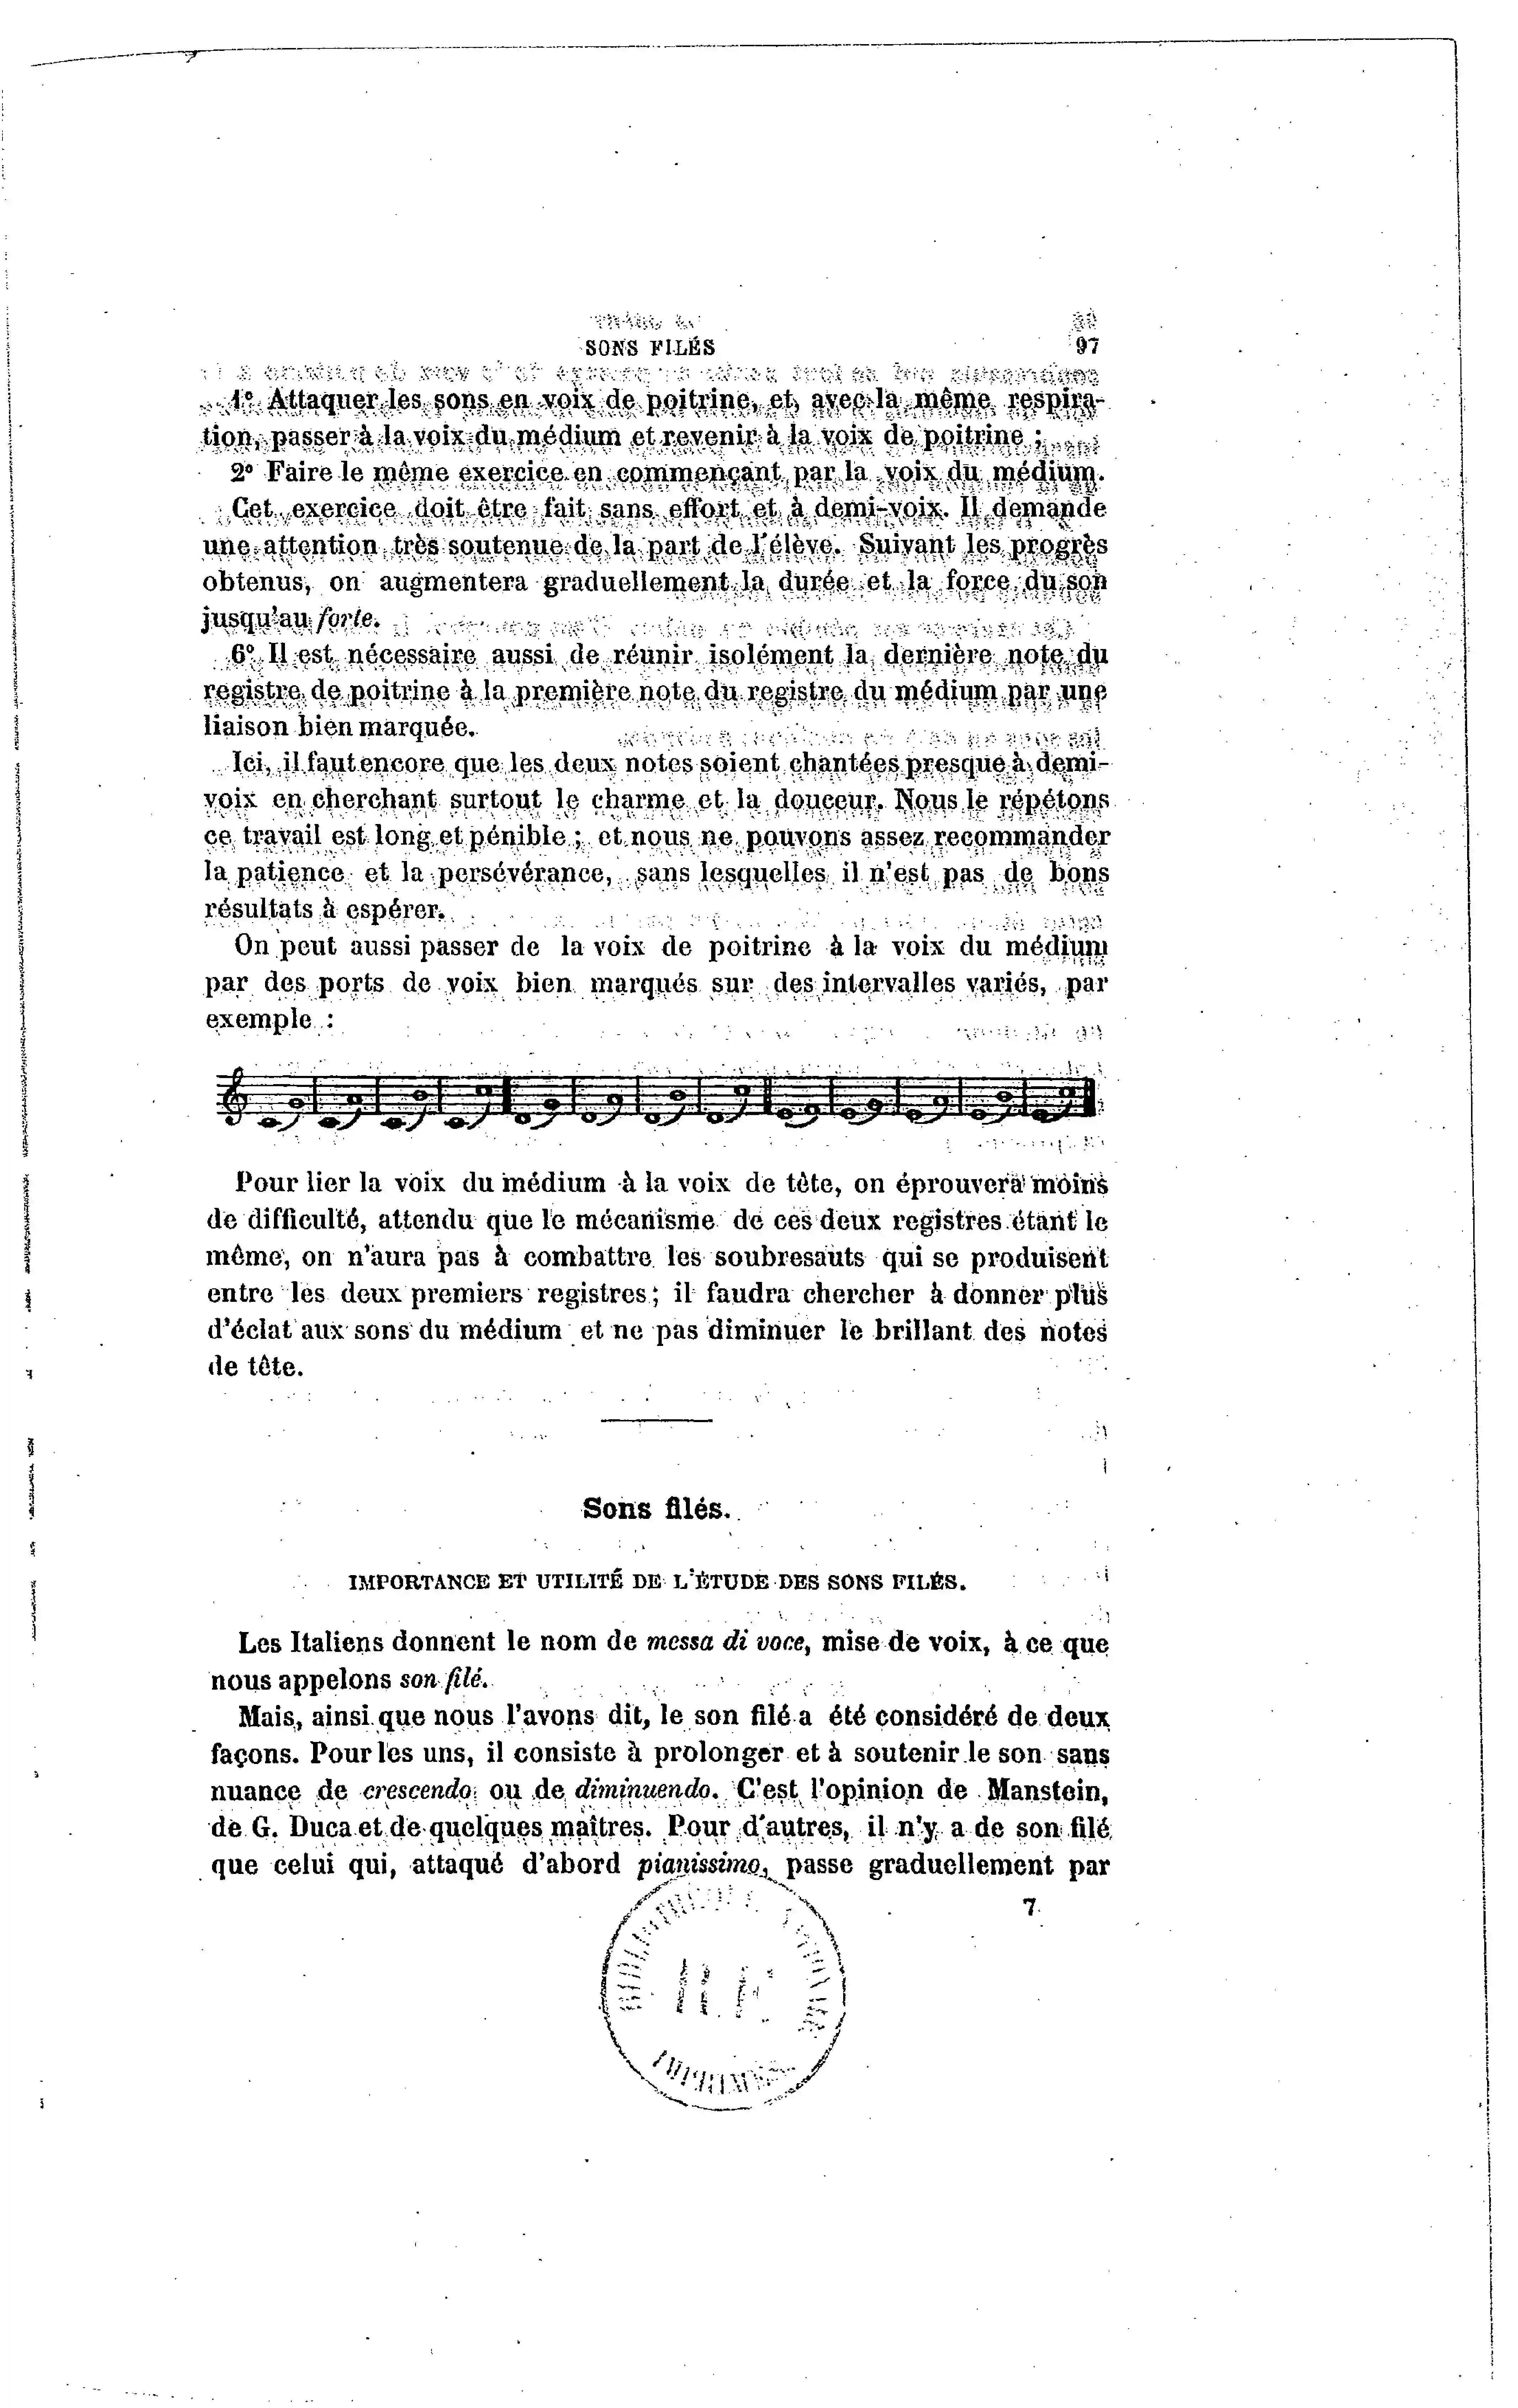 SONS FILÉS 97
1° Attaquer les sons en voix de poitrine, et, avec la même respira-
tion, passer à la voix du médium et revenir à la voix de poitrine ;
2° Faire le même exercice en commençant par la voix du médium.
Cet exercice doit être fait sans effort et à demi-voix. Il demande
une attention très soutenue de la part de l'élève. Suivant les progrès
obtenus, on augmentera graduellement la durée et la force du son
jusqu'au forte.
6° Il est nécessaire aussi de réunir isolément la dernière note du
registre de poitrine à la première note du registre du médium par une
liaison bien marquée.
Ici, il faut encore que les deux notes soient chantées presque à demi-
voix en cherchant surtout le charme et la douceur. Nous le répétons
ce travail est long et pénible ; et nous ne pouvons assez recommander
la patience et la persévérance, sans lesquelles il n'est pas de bons
résultats à espérer.
On peut aussi passer de la voix de poitrine à la voix du médium
par des ports de voix bien marqués sur des intervalles variés, par
exemple :
Pour lier la voix du médium à la voix de tête, on éprouvera moins
de difficulté, attendu que le mécanisme de ces deux registres étant le
même, on n'aura pas à combattre les soubresauts qui se produisent
entre les deux premiers registres ; il faudra chercher à donner plus
d'éclat aux sons du médium et ne pas diminuer le brillant des notes
de tête.
Sons filés.
IMPORTANCE ET UTILITÉ DE L'ÉTUDE DES SONS FILÉS.
Les Italiens donnent le nom de messa di voce, mise de voix, à ce que
nous appelons son filé.
Mais, ainsi que nous l'avons dit, le son filé a été considéré de deux
façons. Pour les uns, il consiste à prolonger et à soutenir le son sans
nuance de crescendo ou de diminuendo. C'est l'opinion de Manstein,
de G. Duca et de quelques maîtres. Pour d'autres, il n'y a de son filé
que celui qui, attaqué d'abord pianissimo, passe graduellement par
7